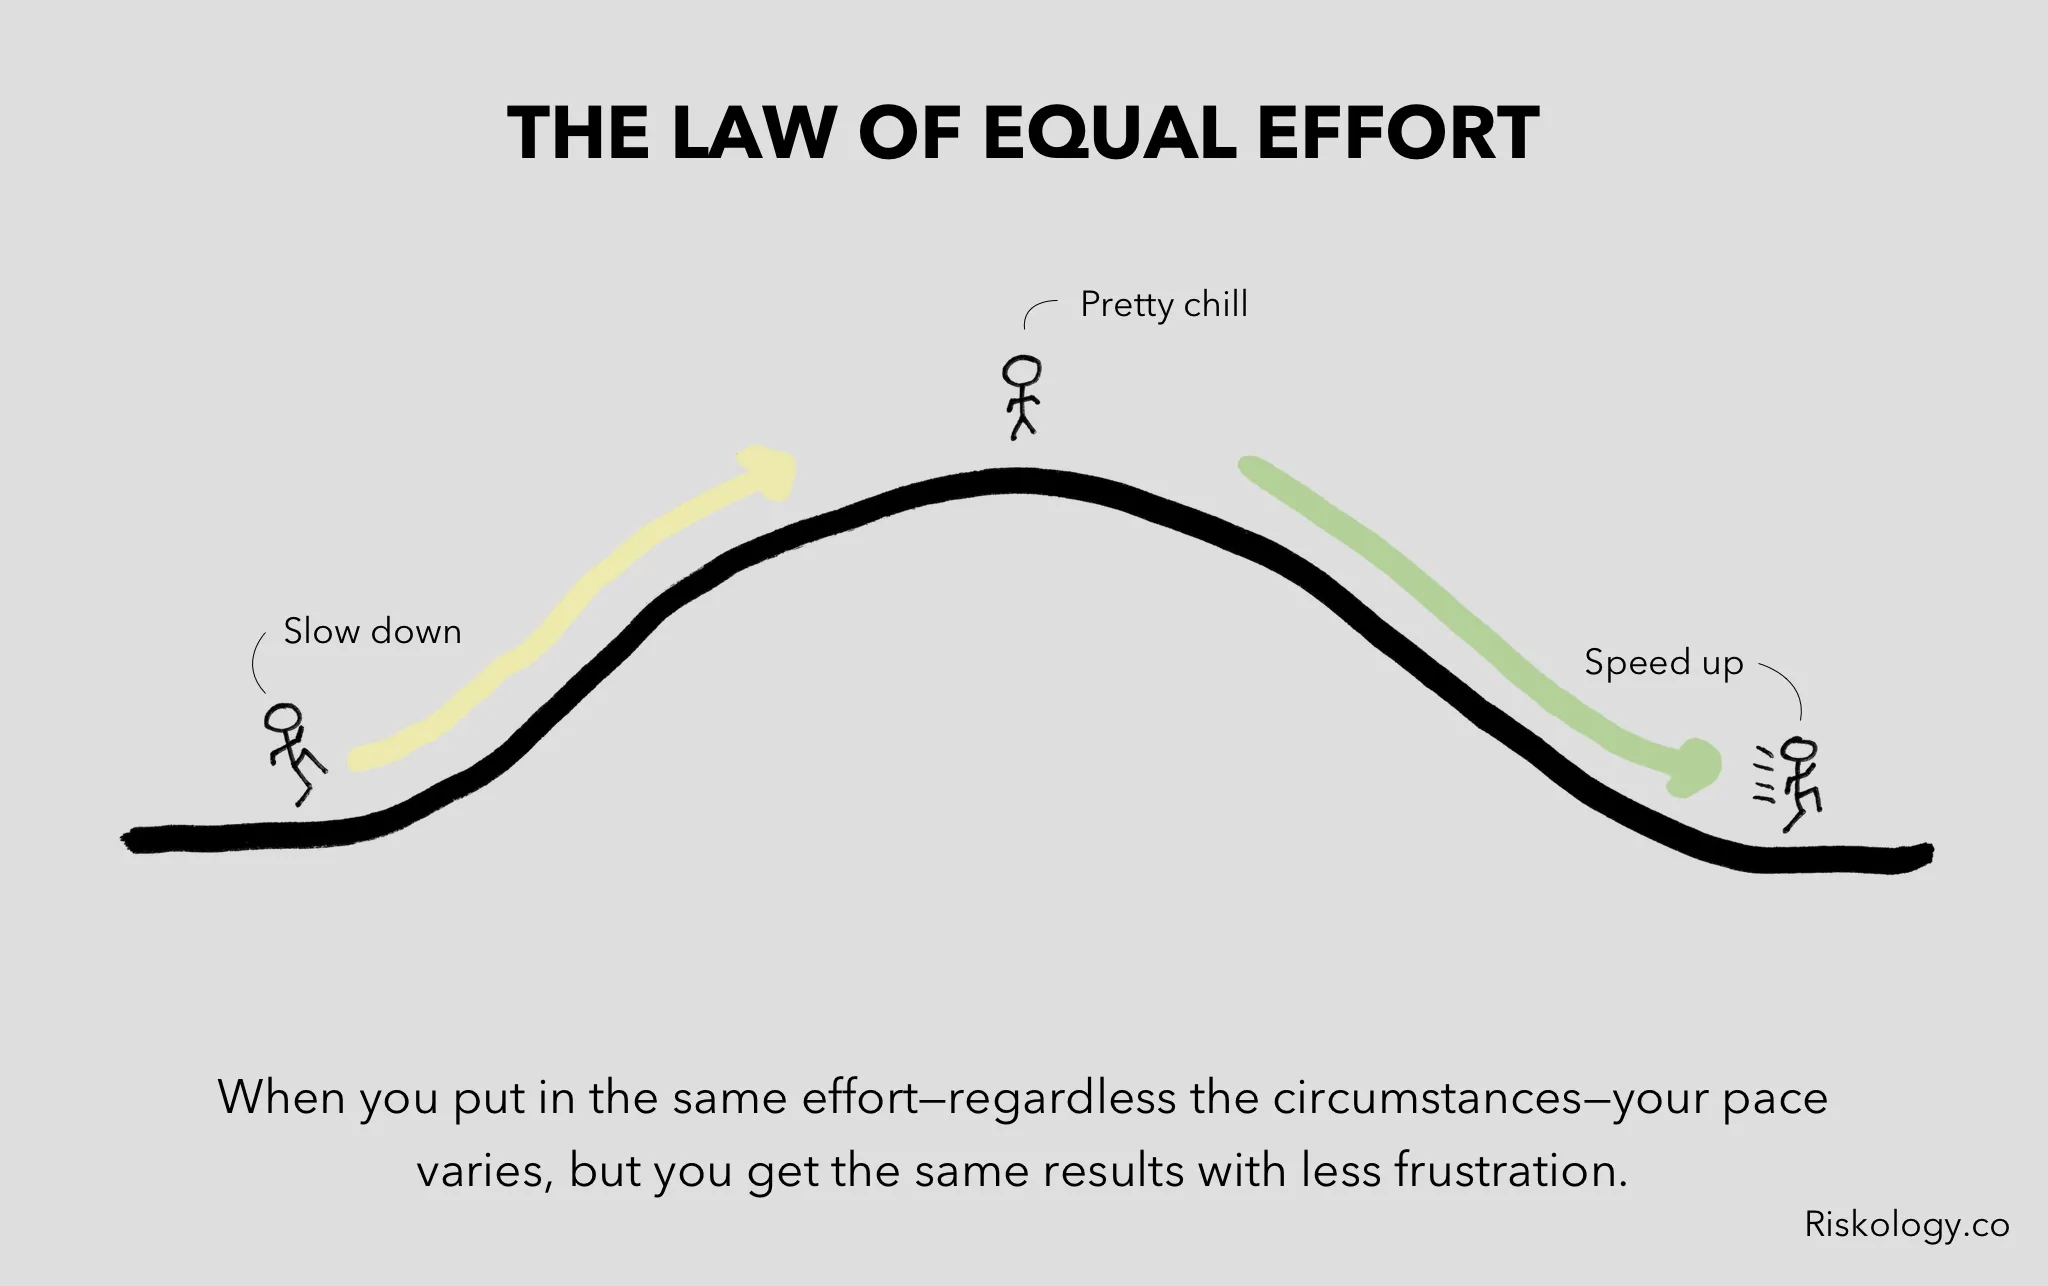 THE LAW OF EQUAL EFFORT
Pretty chill
Slow down
Speed up
When you put in the same effort—regardless the circumstances—your pace
varies, but you get the same results with less frustration.
Riskology.co